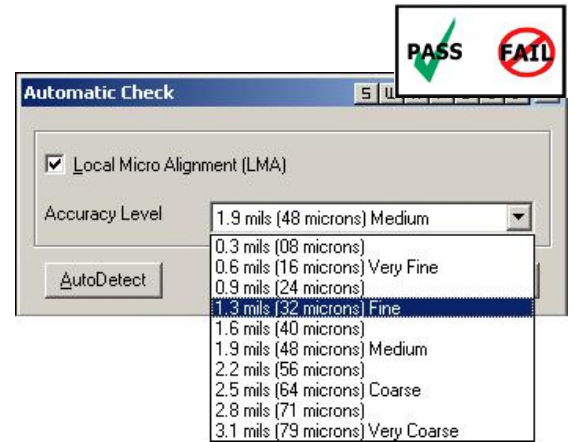 PASS FAIL
Automatic Check
Local Micro Alignment (LMA)
Accuracy Level 1.9 mils (48 microns) Medium
0.3 mils (08 microns)
0.6 mils (16 microns) Very Fine
AutoDetect
0.9 mils (24 microns)
1.3 mils (32 microns) Fine
1.6 mils (40 microns)
1.9 mils (48 microns) Medium
2.2 mils (56 microns)
2.5 mils (64 microns) Coarse
2.8 mils (71 microns)
3.1 mils (79 microns) Very Coarse